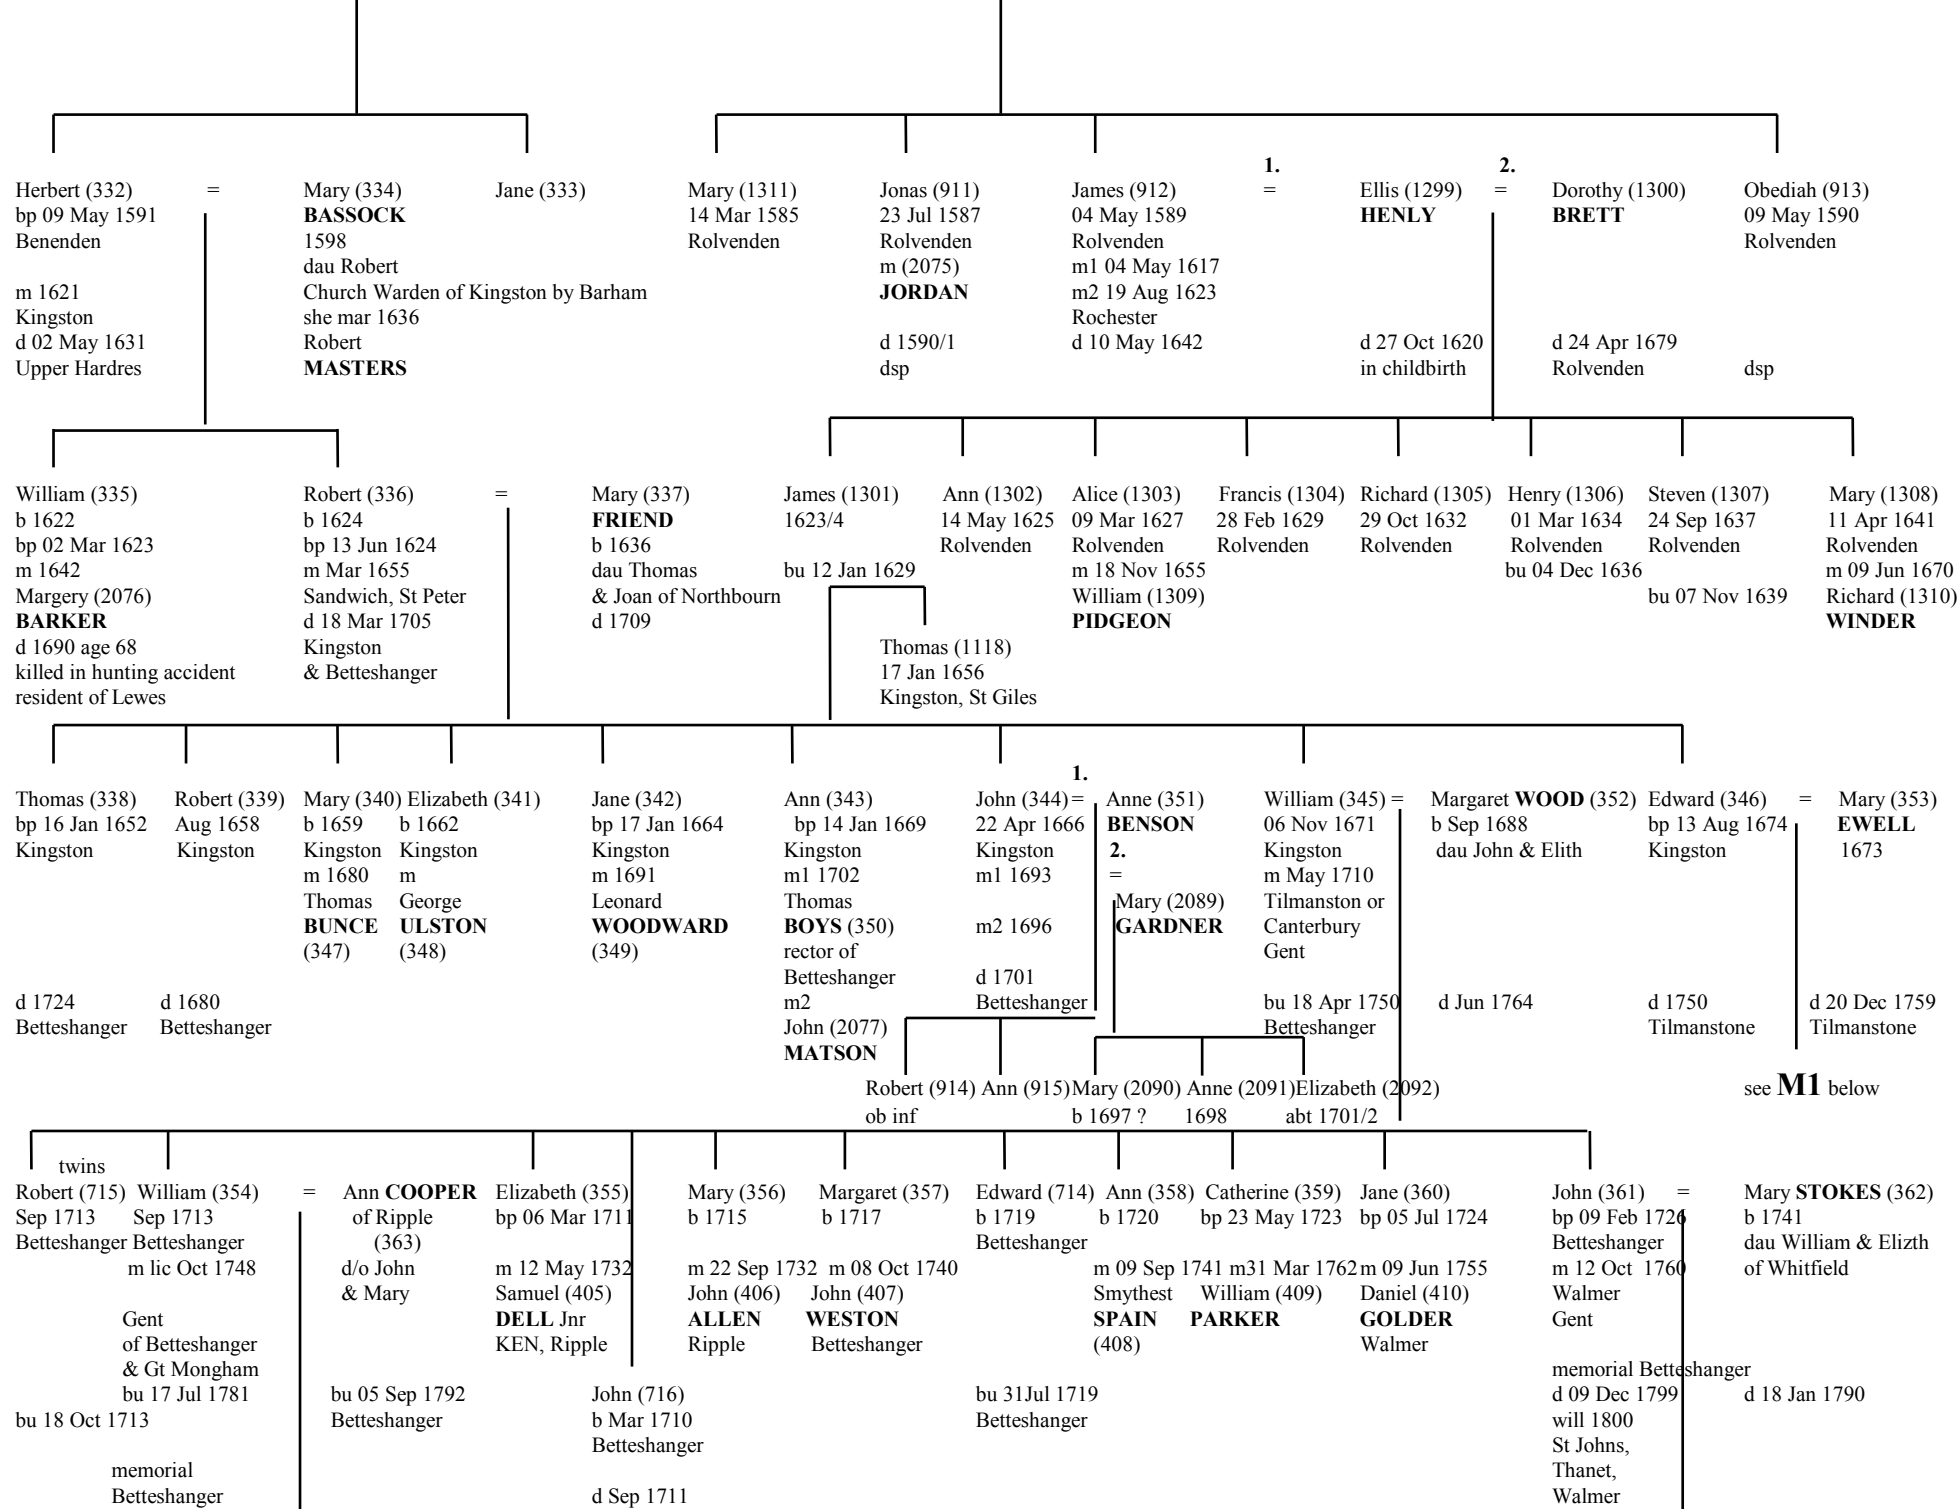 1.
2.
Herbert (332)
bp 09 May 1591
Benenden
m 1621
Kingston
d 02 May 1631
Upper Hardres
=
Mary (334)
BASSOCK
1598
dau Robert
Church Warden of Kingston by Barham
she mar 1636
Robert
MASTERS
Jane (333)
Mary (1311)
14 Mar 1585
Rolvenden
Jonas (911)
23 Jul 1587
Rolvenden
m (2075)
JORDAN
d 1590/1
dsp
James (912)
04 May 1589
Rolvenden
m1 04 May 1617
m2 19 Aug 1623
Rochester
d 10 May 1642
=
Ellis (1299)
HENLY
d 27 Oct 1620
in childbirth
=
Dorothy (1300)
BRETT
d 24 Apr 1679
Rolvenden
Obediah (913)
09 May 1590
Rolvenden
dsp
William (335)
b 1622
bp 02 Mar 1623
m 1642
Margery (2076)
BARKER
d 1690 age 68
killed in hunting accident
resident of Lewes
Robert (336)
b 1624
bp 13 Jun 1624
m Mar 1655
Sandwich, St Peter
d 18 Mar 1705
Kingston
& Betteshanger
=
Mary (337)
FRIEND
b 1636
dau Thomas
& Joan of Northbourn
d 1709
James (1301)
1623/4
bu 12 Jan 1629
Ann (1302)
14 May 1625
Rolvenden
Alice (1303)
09 Mar 1627
Rolvenden
m 18 Nov 1655
William (1309)
PIDGEON
Francis (1304)
28 Feb 1629
Rolvenden
Richard (1305)
29 Oct 1632
Rolvenden
Henry (1306)
01 Mar 1634
Rolvenden
bu 04 Dec 1636
Steven (1307)
24 Sep 1637
Rolvenden
bu 07 Nov 1639
Mary (1308)
11 Apr 1641
Rolvenden
m 09 Jun 1670
Richard (1310)
WINDER
Thomas (1118)
17 Jan 1656
Kingston, St Giles
Thomas (338)
bp 16 Jan 1652
Kingston
d 1724
Betteshanger
Robert (339)
Aug 1658
Kingston
d 1680
Betteshanger
Mary (340)
b 1659
Kingston
m 1680
Thomas
BUNCE
(347)
Elizabeth (341)
b 1662
Kingston
m
George
ULSTON
(348)
Jane (342)
bp 17 Jan 1664
Kingston
m 1691
Leonard
WOODWARD
(349)
Ann (343)
bp 14 Jan 1669
Kingston
m1 1702
Thomas
BOYS (350)
rector of
Betteshanger
m2
John (2077)
MATSON
1.
John (344) =
22 Apr 1666
Kingston
m1 1693
m2 1696
d 1701
Betteshanger
Anne (351)
BENSON
2.
=
Mary (2089)
GARDNER
William (345) =
06 Nov 1671
Kingston
m May 1710
Tilmanston or
Canterbury
Gent
bu 18 Apr 1750
Betteshanger
Margaret WOOD (352)
b Sep 1688
dau John & Elith
d Jun 1764
Edward (346)
bp 13 Aug 1674
Kingston
d 1750
Tilmanstone
=
Mary (353)
EWELL
1673
d 20 Dec 1759
Tilmanstone
see M1 below
Robert (914)
ob inf
Ann (915)
Mary (2090)
b 1697 ?
Anne (2091)
1698
Elizabeth (2092)
abt 1701/2
twins
Robert (715)
Sep 1713
Betteshanger
bu 18 Oct 1713
William (354)
Sep 1713
Betteshanger
m lic Oct 1748
Gent
of Betteshanger
& Gt Mongham
bu 17 Jul 1781
memorial
Betteshanger
=
Ann COOPER
of Ripple
(363)
d/o John
& Mary
bu 05 Sep 1792
Betteshanger
Elizabeth (355)
bp 06 Mar 1711
m 12 May 1732
Samuel (405)
DELL Jnr
KEN, Ripple
John (716)
b Mar 1710
Betteshanger
d Sep 1711
Mary (356)
b 1715
m 22 Sep 1732
John (406)
ALLEN
Ripple
Margaret (357)
b 1717
m 08 Oct 1740
John (407)
WESTON
Betteshanger
Edward (714)
b 1719
Betteshanger
bu 31Jul 1719
Betteshanger
Ann (358)
b 1720
m 09 Sep 1741
Smythest
SPAIN
(408)
Catherine (359)
bp 23 May 1723
m31 Mar 1762
William (409)
PARKER
Jane (360)
bp 05 Jul 1724
m 09 Jun 1755
Daniel (410)
GOLDER
Walmer
John (361)
bp 09 Feb 1726
Betteshanger
m 12 Oct 1760
Walmer
Gent
memorial Betteshanger
d 09 Dec 1799
will 1800
St Johns,
Thanet,
Walmer
=
Mary STOKES (362)
b 1741
dau William & Elizth
of Whitfield
d 18 Jan 1790